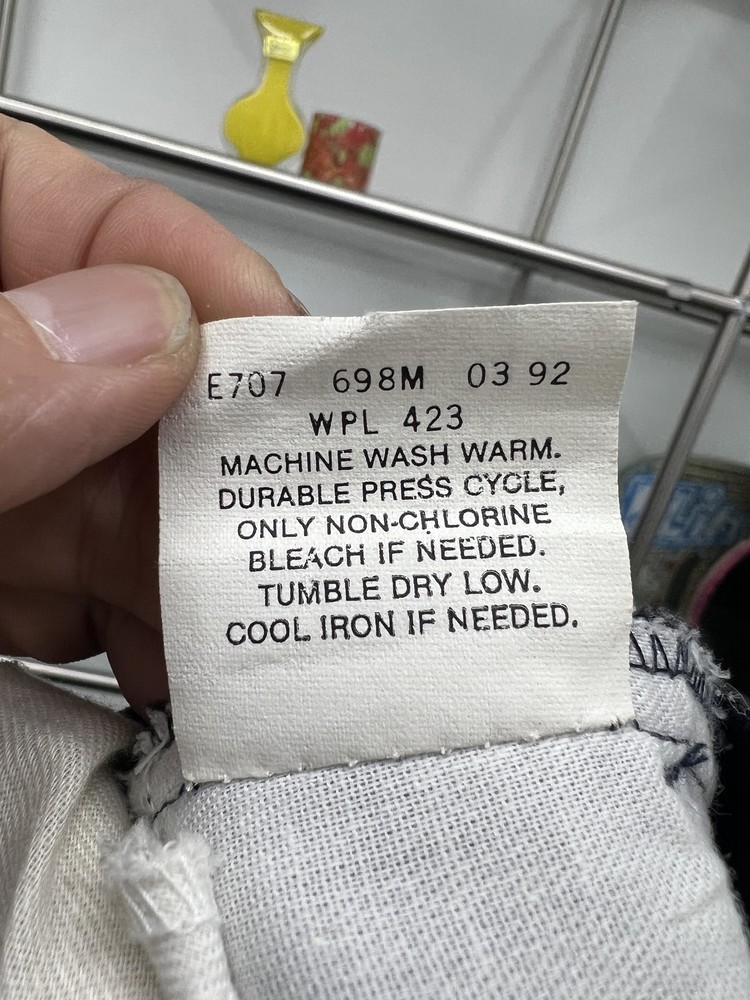 E707 698M 03 92
WPL 423
MACHINE WASH WARM.
DURABLE PRESS CYCLE,
ONLY NON-CHLORINE
BLEACH IF NEEDED.
TUMBLE DRY LOW.
COOL IRON IF NEEDED.